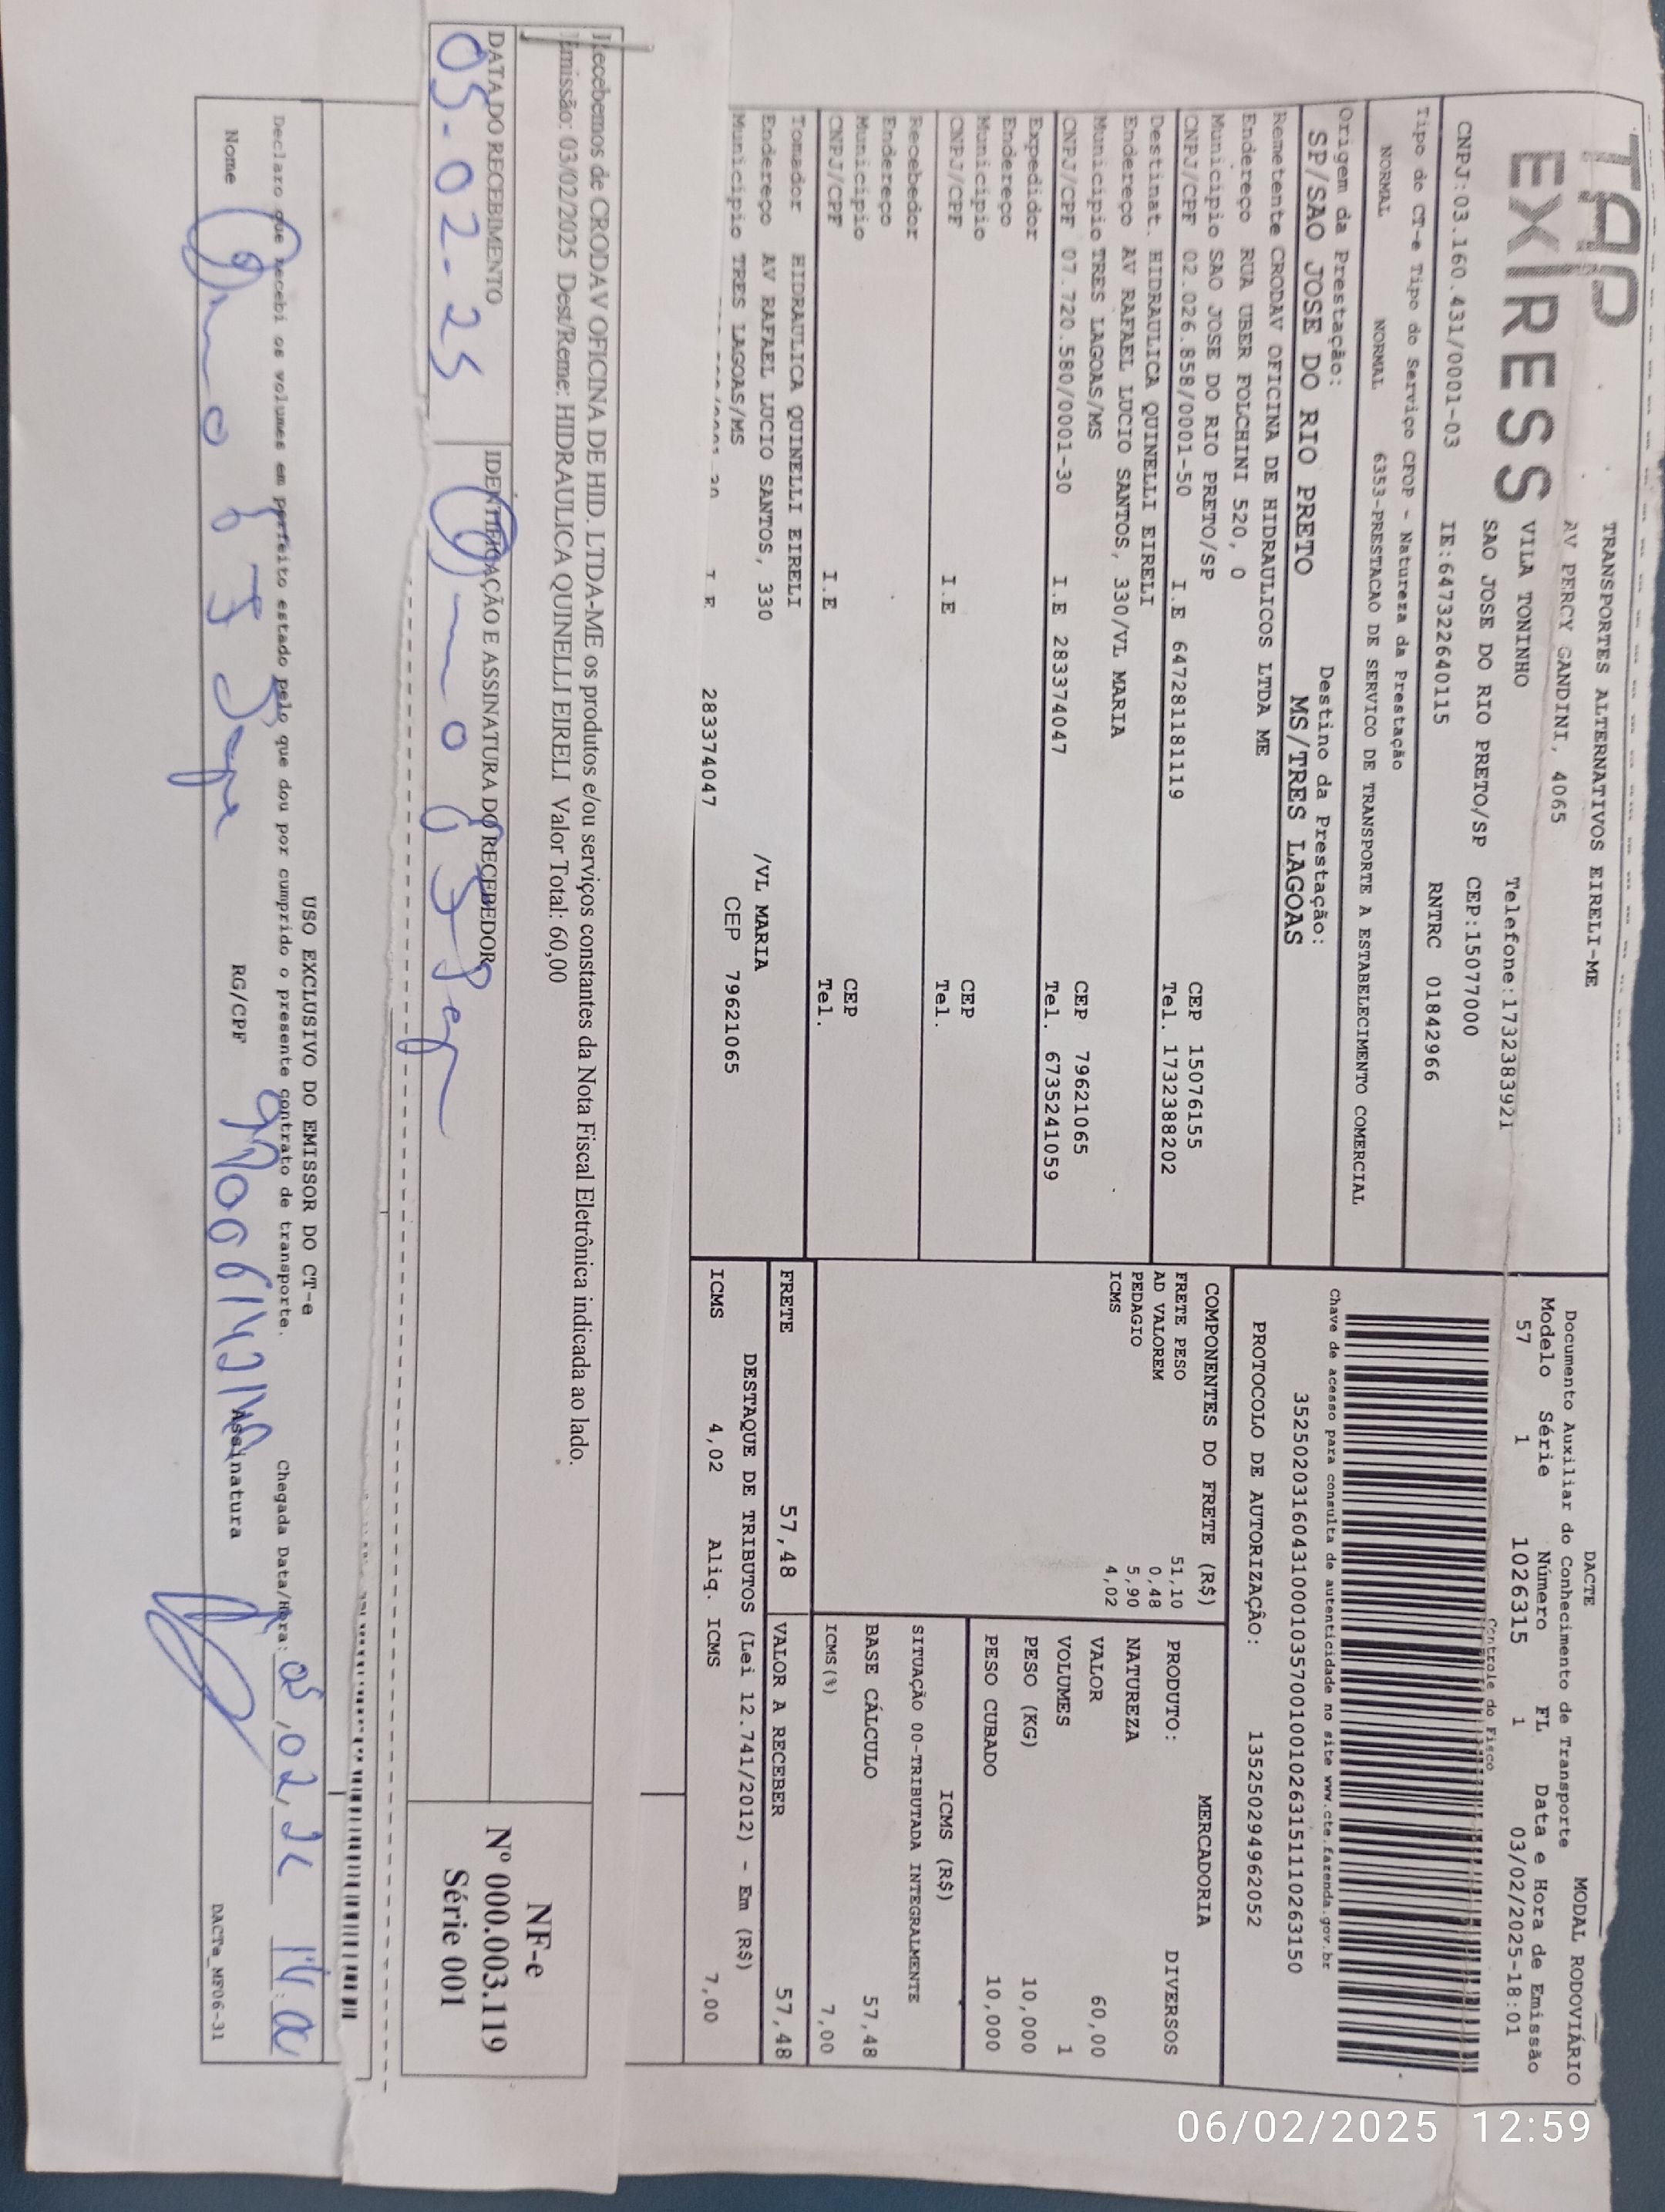 TAP
EXPRESS
TRANSPORTES ALTERNATIVOS EIRELI-ME
AV PERCY GANDINI, 4065
VILA TONINHO
Telefone:1732383921
SAO JOSE DO RIO PRETO/SP CEP:15077000
CNPJ:03.160.431/0001-03 IE:647322640115 RNTRC 01842966
Tipo do CT-e Tipo do Serviço CFOP - Natureza da Prestação
NORMAL NORMAL 6353-PRESTACAO DE SERVICO DE TRANSPORTE A ESTABELECIMENTO COMERCIAL
Origem da Prestação: Destino da Prestação:
SP/SAO JOSE DO RIO PRETO MS/TRES LAGOAS
Remetente CRODAV OFICINA DE HIDRAULICOS LTDA ME
Endereço RUA UBER FOLCHINI 520, 0
Municipio SAO JOSE DO RIO PRETO/SP CEP 15076155
CNPJ/CPF 02.026.858/0001-50 I.E 647281181119 Tel. 1732388202
Destinat. HIDRAULICA QUINELLI EIRELI
Endereço AV RAFAEL LUCIO SANTOS, 330/VL MARIA
Municipio TRES LAGOAS/MS CEP 79621065
CNPJ/CPF 07.720.580/0001-30 I.E 283374047 Tel. 6735241059
Expedidor
Endereço
Municipio CEP
CNPJ/CPF I.E Tel.
Recebedor
Endereço
Municipio CEP
CNPJ/CPF I.E Tel.
Tomador HIDRAULICA QUINELLI EIRELI
Endereço AV RAFAEL LUCIO SANTOS, 330 /VL MARIA
Municipio TRES LAGOAS/MS CEP 79621065
283374047
DACTE MODAL RODOVIÁRIO
Documento Auxiliar do Conhecimento de Transporte
Modelo Série Número FL Data e Hora de Emissão
57 1 1026315 1 03/02/2025-18:01
Controle do Fisco
Chave de acesso para consulta de autenticidade no site www.cte.fazenda.gov.br
35250203160431000103570010010263151110263150
PROTOCOLO DE AUTORIZAÇÃO: 135250294962052
COMPONENTES DO FRETE (R$)
FRETE PESO 51,10
AD VALOREM 0,48
PEDAGIO 5,90
ICMS 4,02
MERCADORIA
PRODUTO: DIVERSOS
NATUREZA
VALOR 60,00
VOLUMES 1
PESO (KG) 10,000
PESO CUBADO 10,000
ICMS (R$)
SITUAÇÃO 00-TRIBUTADA INTEGRALMENTE
BASE CÁLCULO 57,48
ICMS(%) 7,00
FRETE 57,48 VALOR A RECEBER 57,48
DESTAQUE DE TRIBUTOS (Lei 12.741/2012) - Em (R$)
ICMS 4,02 Aliq. ICMS 7,00
Recebemos de CRODAV OFICINA DE HID. LTDA-ME os produtos e/ou serviços constantes da Nota Fiscal Eletrônica indicada ao lado.
Emissão: 03/02/2025 Dest/Reme: HIDRAULICA QUINELLI EIRELI Valor Total: 60,00
DATA DO RECEBIMENTO IDENTIFICAÇÃO E ASSINATURA DO RECEBEDOR
05-02-25
NF-e
Nº 000.003.119
Série 001
USO EXCLUSIVO DO EMISSOR DO CT-e
Declaro que recebi os volumes em perfeito estado pelo que dou por cumprido o presente contrato de transporte. Chegada Data/Hora:
Nome RG/CPF Assinatura
DACTe_MF06-31
06/02/2025 12:59